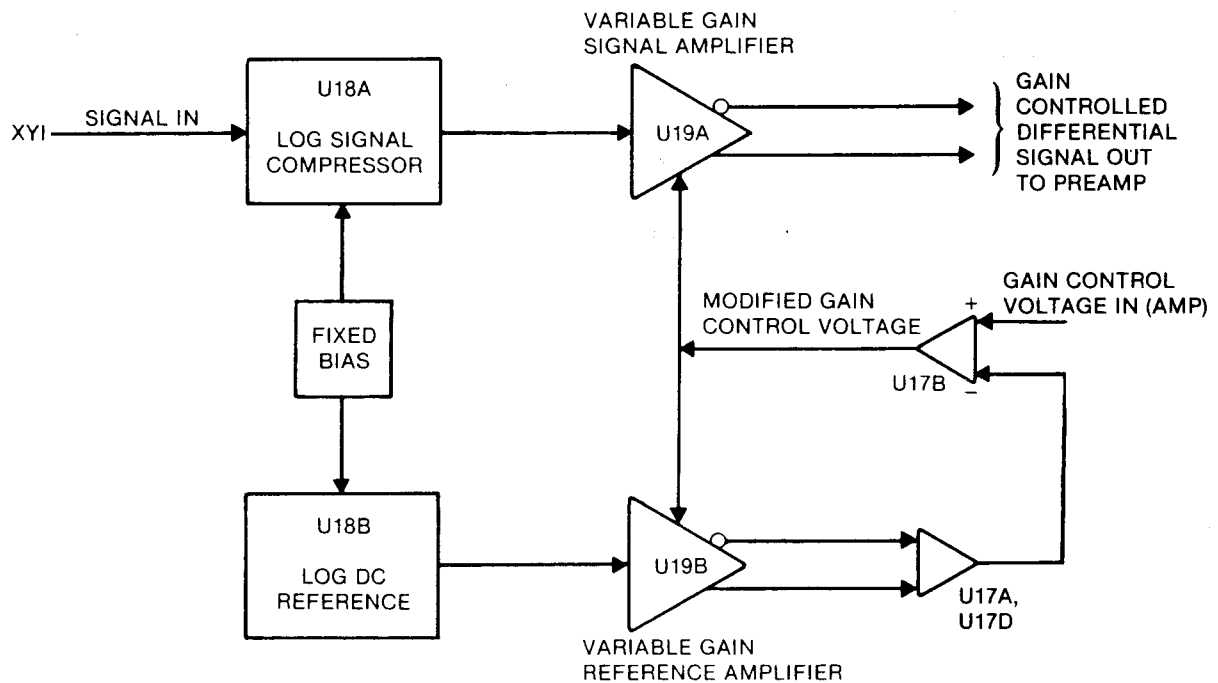 VARIABLE GAIN
SIGNAL AMPLIFIER
XYI
SIGNAL IN
U18A
LOG SIGNAL
COMPRESSOR
U19A
GAIN
CONTROLLED
DIFFERENTIAL
SIGNAL OUT
TO PREAMP
FIXED
BIAS
MODIFIED GAIN
CONTROL VOLTAGE
+
−
U17B
GAIN CONTROL
VOLTAGE IN (AMP)
U18B
LOG DC
REFERENCE
U19B
U17A,
U17D
VARIABLE GAIN
REFERENCE AMPLIFIER